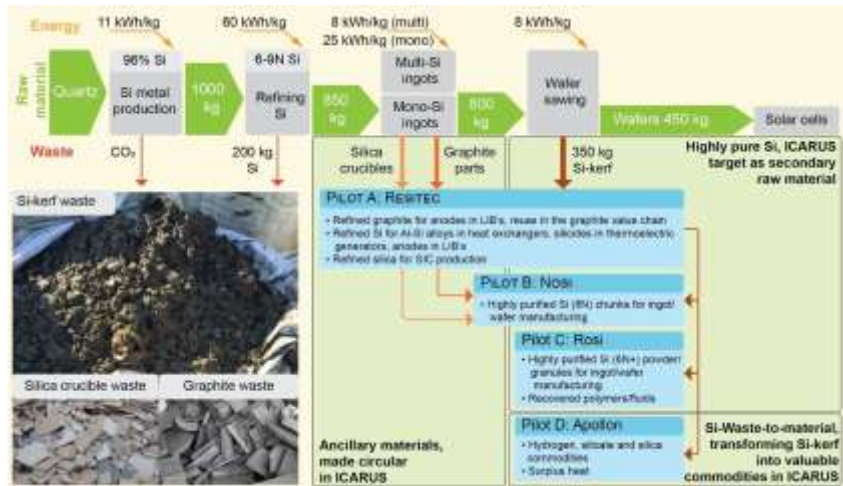 Energy
11 kWh/kg
60 kWh/kg
8 kWh/kg (multi)
25 kWh/kg (mono)
8 kWh/kg
Raw
material
Quartz
96% Si
Si metal
production
1000
kg
6-9N Si
Refining
Si
850
kg
Multi-Si
ingots
Mono-Si
ingots
800
kg
Wafer
sawing
Wafers 450 kg
Solar cells
Waste
CO₂
200 kg
Si
Silica
crucibles
Graphite
parts
350 kg
Si-kerf
Highly pure Si, ICARUS
target as secondary
raw material
Si-kerf waste
PILOT A: RESITEC
• Refined graphite for anodes in LIB's, reuse in the graphite value chain
• Refined Si for Al-Si alloys in heat exchangers, silicides in thermoelectric
generators, anodes in LIB's
• Refined silica for SiC production
PILOT B: NOSI
• Highly purified Si (6N) chunks for ingot/
wafer manufacturing
Pilot C: Rosi
• Highly purified Si (6N+) powder/
granules for ingot/wafer
manufacturing
• Recovered polymers/fluids
Silica crucible waste
Graphite waste
Pilot D: Apollon
• Hydrogen, silicate and silica
commodities
• Surplus heat
Ancillary materials,
made circular
in ICARUS
Si-Waste-to-material,
transforming Si-kerf
into valuable
commodities in ICARUS